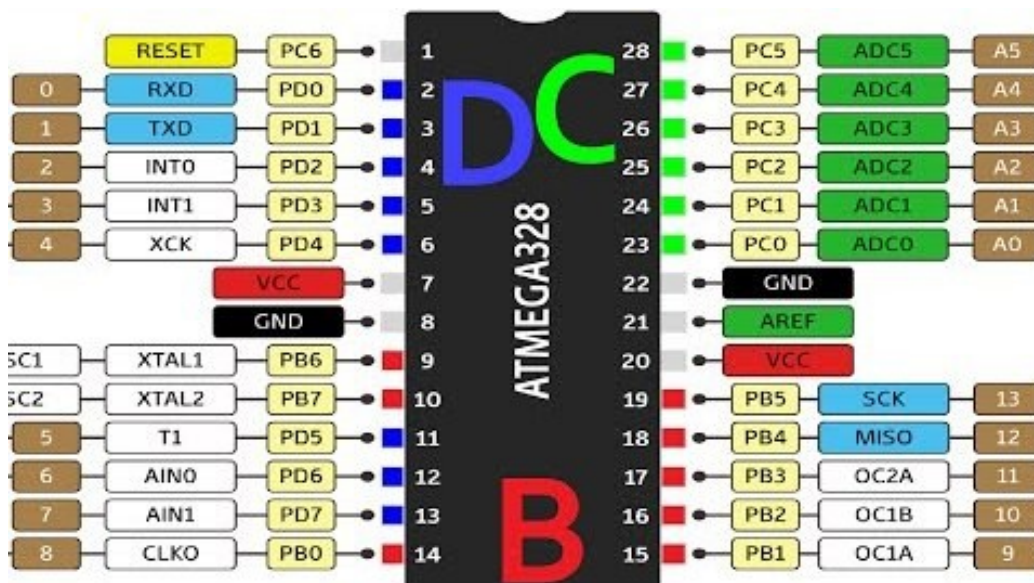 RESET PC6 1 28 PC5 ADC5 A5
0 RXD PD0 2 27 PC4 ADC4 A4
1 TXD PD1 3 26 PC3 ADC3 A3
2 INT0 PD2 4 25 PC2 ADC2 A2
3 INT1 PD3 5 24 PC1 ADC1 A1
4 XCK PD4 6 23 PC0 ADC0 A0
VCC 7 22 GND
GND 8 21 AREF
SC1 XTAL1 PB6 9 20 VCC
SC2 XTAL2 PB7 10 19 PB5 SCK 13
5 T1 PD5 11 18 PB4 MISO 12
6 AIN0 PD6 12 17 PB3 OC2A 11
7 AIN1 PD7 13 16 PB2 OC1B 10
8 CLKO PB0 14 15 PB1 OC1A 9
D
C
ATMEGA328
B